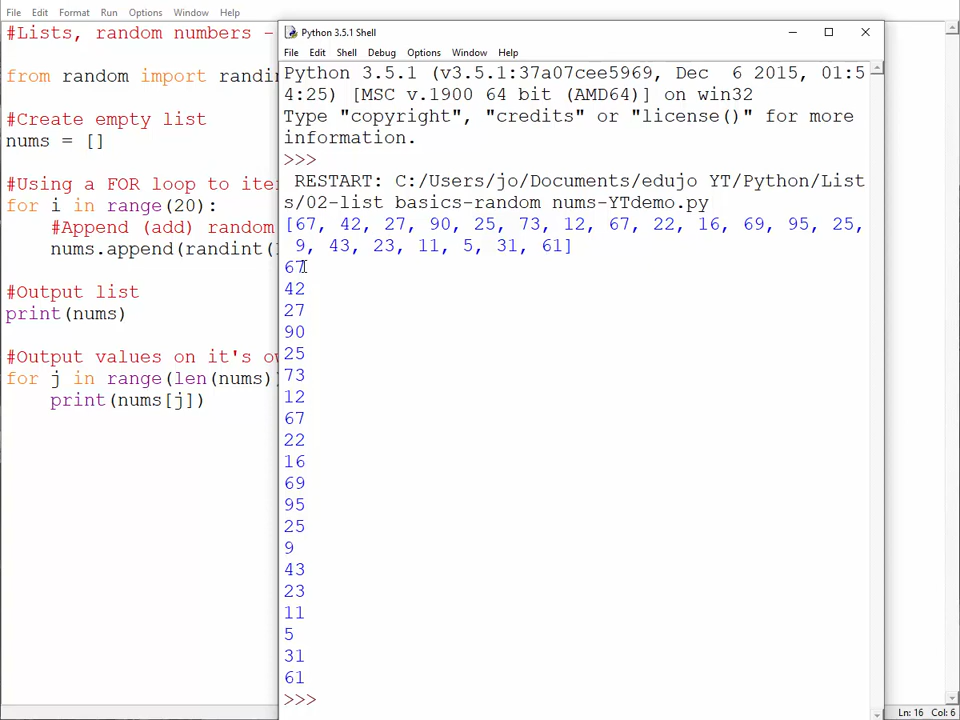 File Edit Format Run Options Window Help
#Lists, random numbers -
from random import
#Create empty list
nums = []
#Using a FOR loop to
for i in range(20):
#Append (add) random
nums.append(randint(
#Output list
print(nums)
#Output values on it's
for j in range(len(nums))
print(nums[j])
Python 3.5.1 Shell
File Edit Shell Debug Options Window Help
Python 3.5.1 (v3.5.1:37a07cee5969, Dec  6 2015, 01:5
4:25) [MSC v.1900 64 bit (AMD64)] on win32
Type "copyright", "credits" or "license()" for more
information.
>>>
RESTART: C:/Users/jo/Documents/edujo YT/Python/List
s/02-list basics-random nums-YTdemo.py
[67, 42, 27, 90, 25, 73, 12, 67, 22, 16, 69, 95, 25,
9, 43, 23, 11, 5, 31, 61]
67
42
27
90
25
73
12
67
22
16
69
95
25
9
43
23
11
5
31
61
>>>
Ln: 16 Col: 6